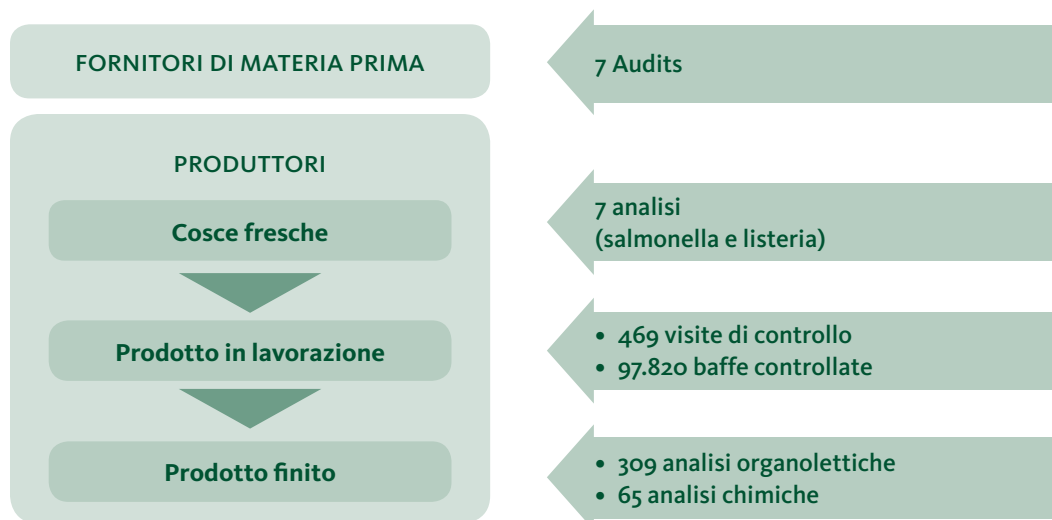 FORNITORI DI MATERIA PRIMA
7 Audits
PRODUTTORI
Cosce fresche
7 analisi
(salmonella e listeria)
Prodotto in lavorazione
• 469 visite di controllo
• 97.820 baffe controllate
Prodotto finito
• 309 analisi organolettiche
• 65 analisi chimiche